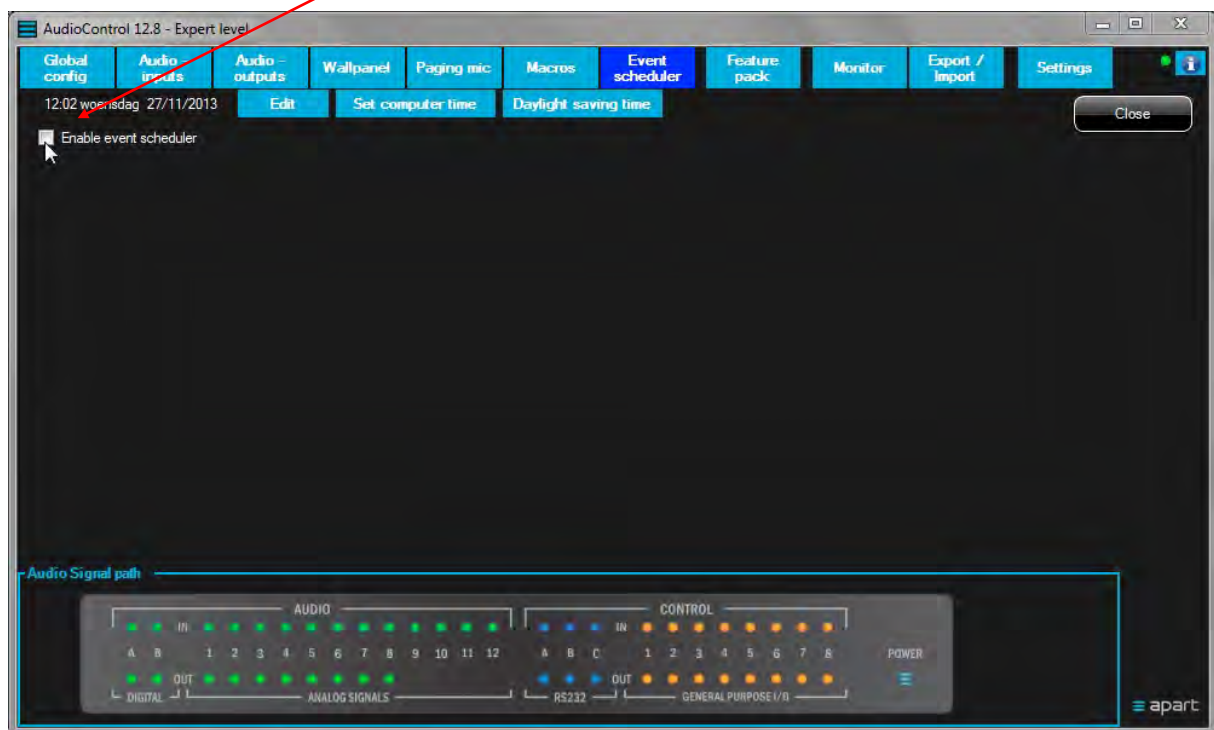 AudioControl 12.8 - Expert level
Global config Audio - inputs Audio - outputs Wallpanel Paging mic Macros Event scheduler Feature pack Monitor Export / Import Settings
12:02 woensdag 27/11/2013 Edit Set computer time Daylight saving time
Close
Enable event scheduler
Audio Signal path
AUDIO CONTROL
IN IN
A B 1 2 3 4 5 6 7 8 9 10 11 12 A B C 1 2 3 4 5 6 7 8 POWER
OUT OUT
DIGITAL ANALOG SIGNALS RS232 GENERAL PURPOSE I/O
apart